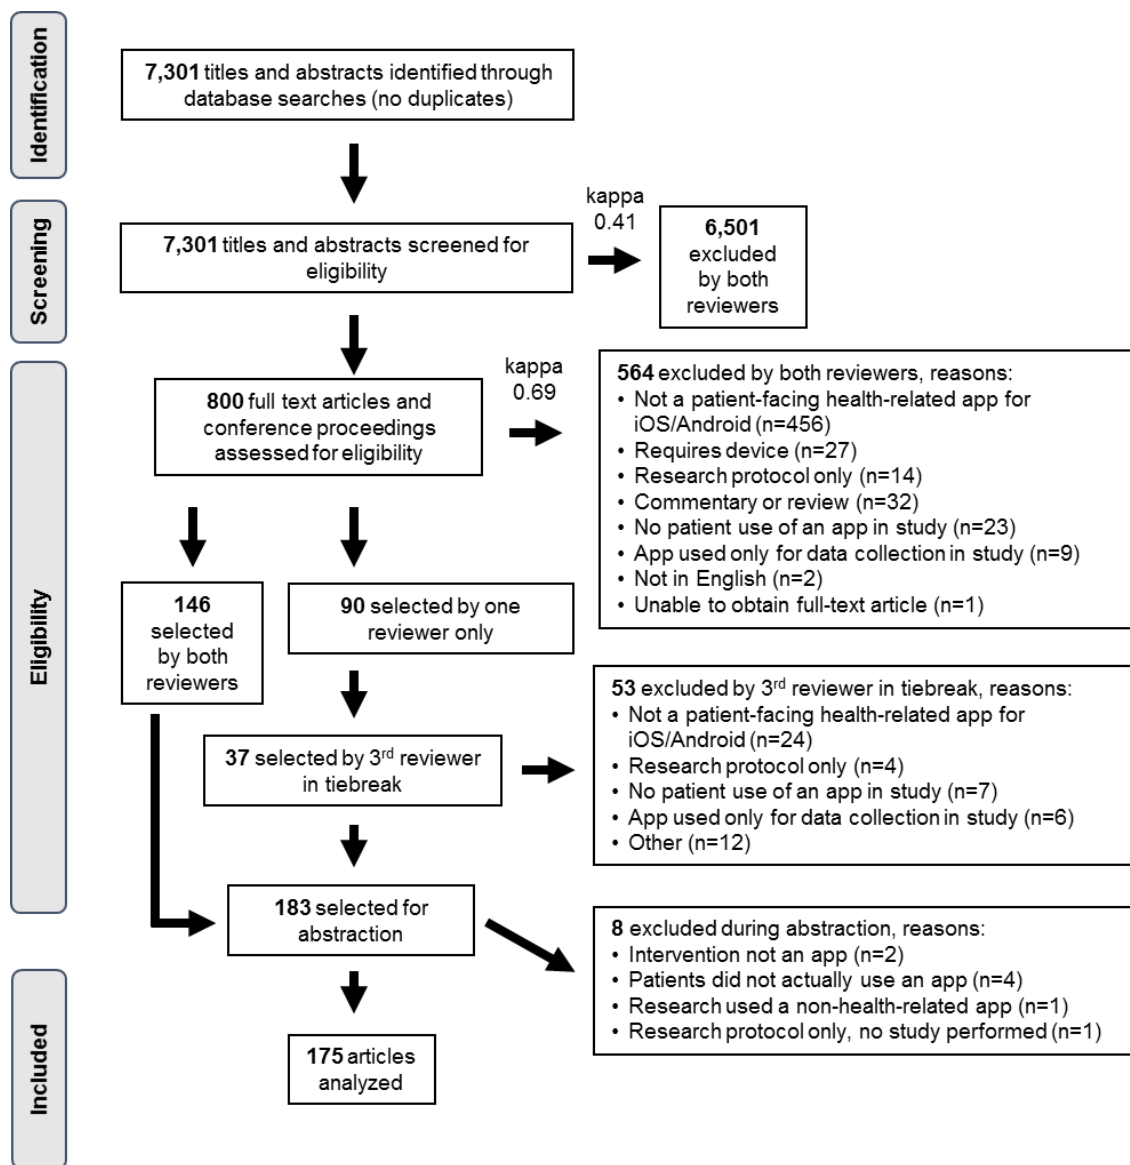 Identification
7,301 titles and abstracts identified through
database searches (no duplicates)
Screening
7,301 titles and abstracts screened for
eligibility
kappa
0.41
6,501
excluded
by both
reviewers
Eligibility
800 full text articles and
conference proceedings
assessed for eligibility
kappa
0.69
564 excluded by both reviewers, reasons:
• Not a patient-facing health-related app for
iOS/Android (n=456)
• Requires device (n=27)
• Research protocol only (n=14)
• Commentary or review (n=32)
• No patient use of an app in study (n=23)
• App used only for data collection in study (n=9)
• Not in English (n=2)
• Unable to obtain full-text article (n=1)
146
selected
by both
reviewers
90 selected by one
reviewer only
37 selected by 3rd reviewer
in tiebreak
53 excluded by 3rd reviewer in tiebreak, reasons:
• Not a patient-facing health-related app for
iOS/Android (n=24)
• Research protocol only (n=4)
• No patient use of an app in study (n=7)
• App used only for data collection in study (n=6)
• Other (n=12)
183 selected for
abstraction
8 excluded during abstraction, reasons:
• Intervention not an app (n=2)
• Patients did not actually use an app (n=4)
• Research used a non-health-related app (n=1)
• Research protocol only, no study performed (n=1)
Included
175 articles
analyzed